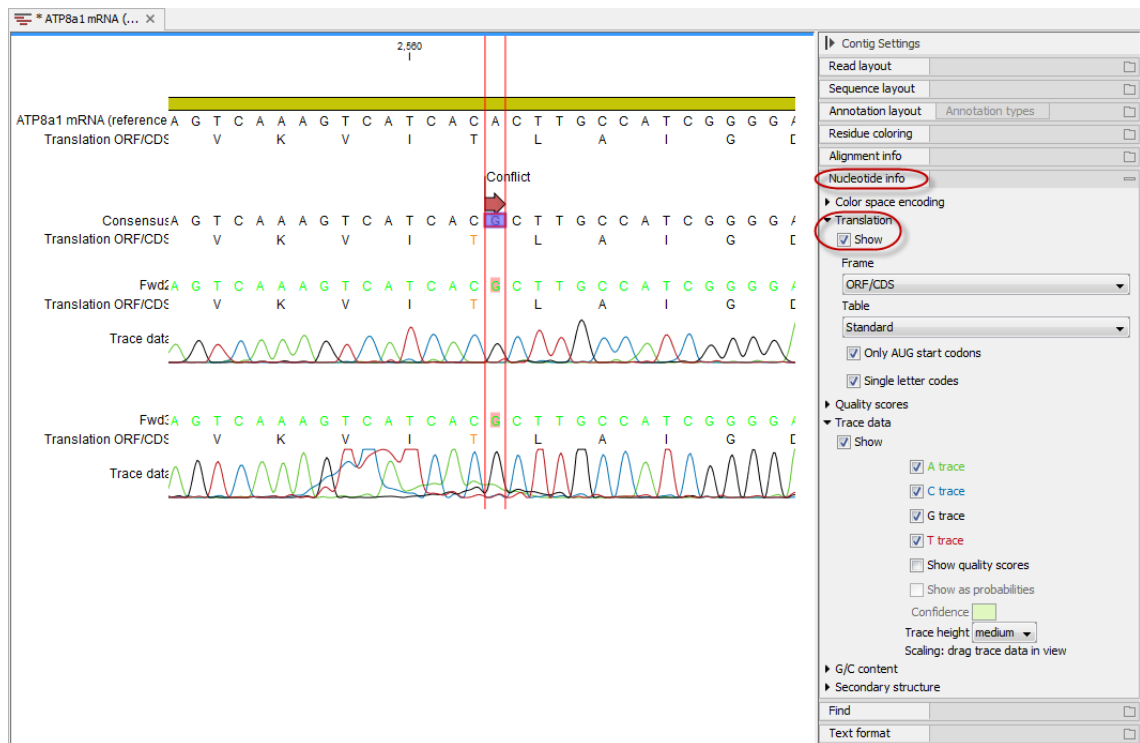 * ATP8a1 mRNA (... ×
2,560
ATP8a1 mRNA (reference A G T C A A A G T C A T C A C A C T T G C C A T C G G G G A
Translation ORF/CDS V K V I T L A I G D
Conflict
Consensus A G T C A A A G T C A T C A C G C T T G C C A T C G G G G A
Translation ORF/CDS V K V I T L A I G D
Fwd2 A G T C A A A G T C A T C A C G C T T G C C A T C G G G G A
Translation ORF/CDS V K V I T L A I G D
Trace data
Fwd3 A G T C A A A G T C A T C A C G C T T G C C A T C G G G G A
Translation ORF/CDS V K V I T L A I G D
Trace data
Contig Settings
Read layout
Sequence layout
Annotation layout Annotation types
Residue coloring
Alignment info
Nucleotide info
Color space encoding
Translation
Show
Frame
ORF/CDS
Table
Standard
Only AUG start codons
Single letter codes
Quality scores
Trace data
Show
A trace
C trace
G trace
T trace
Show quality scores
Show as probabilities
Confidence
Trace height medium
Scaling: drag trace data in view
G/C content
Secondary structure
Find
Text format